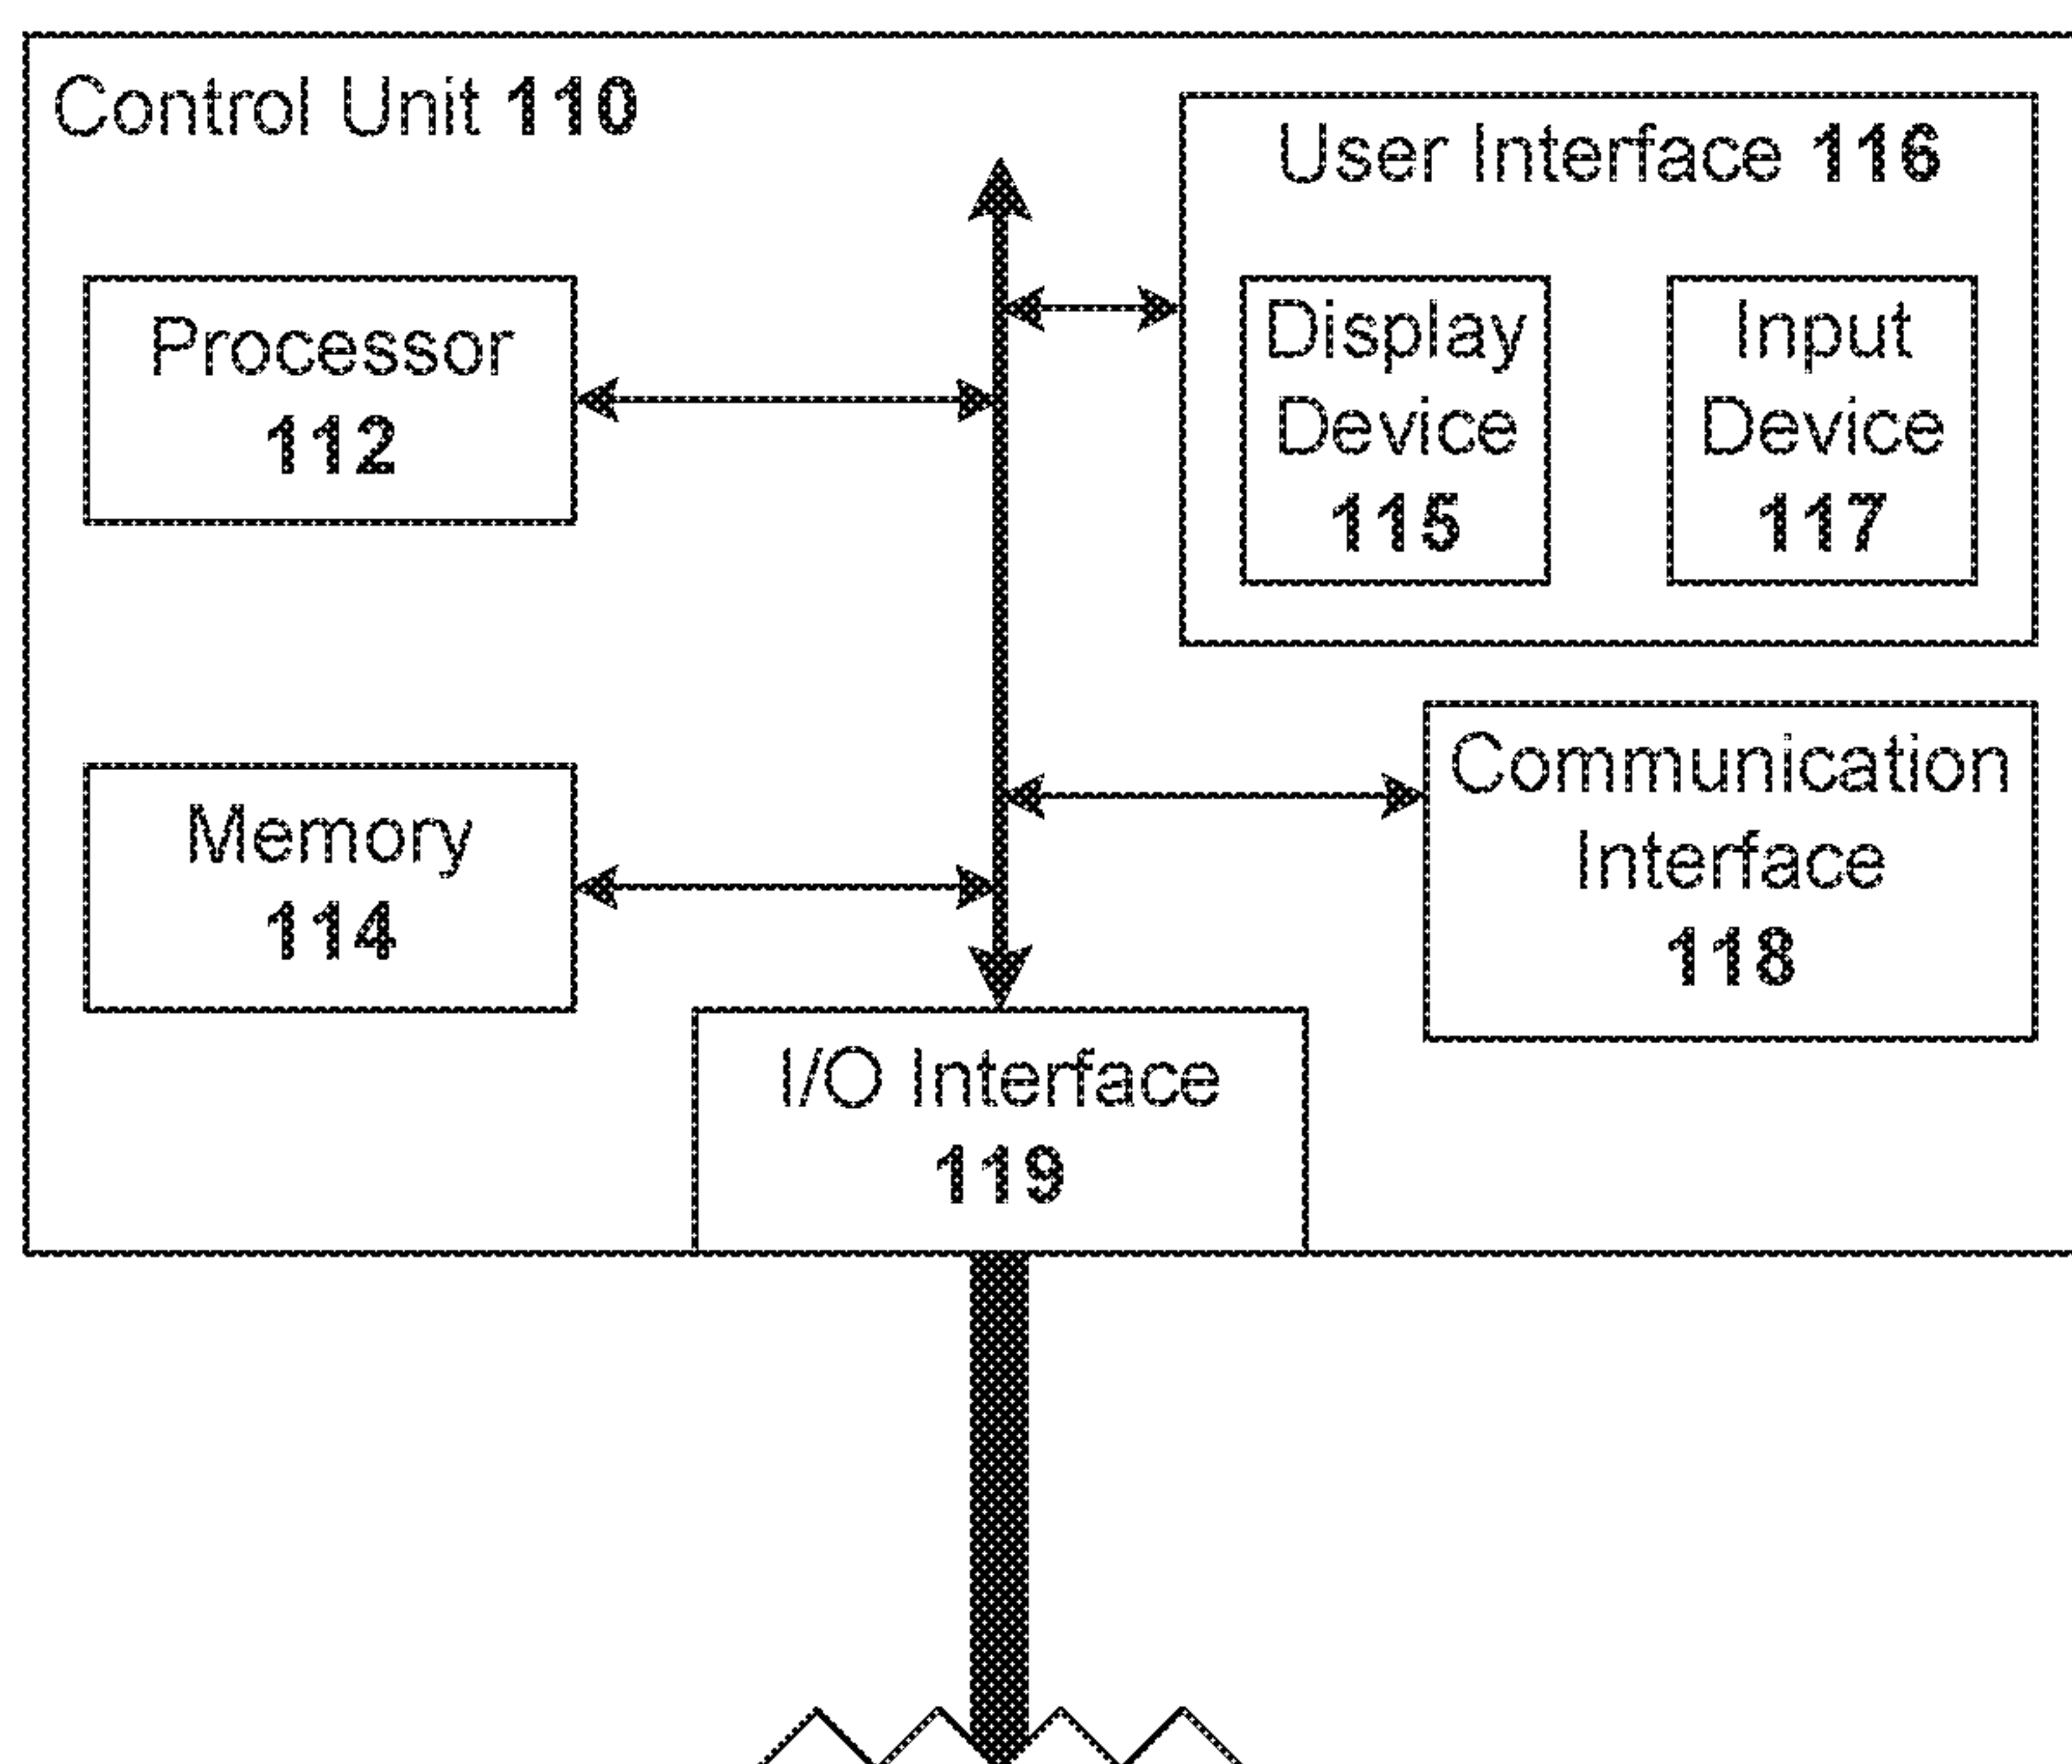 Control Unit 110
User Interface 116
Processor
112
Display
Device
115
Input
Device
117
Memory
114
Communication
Interface
118
I/O Interface
119